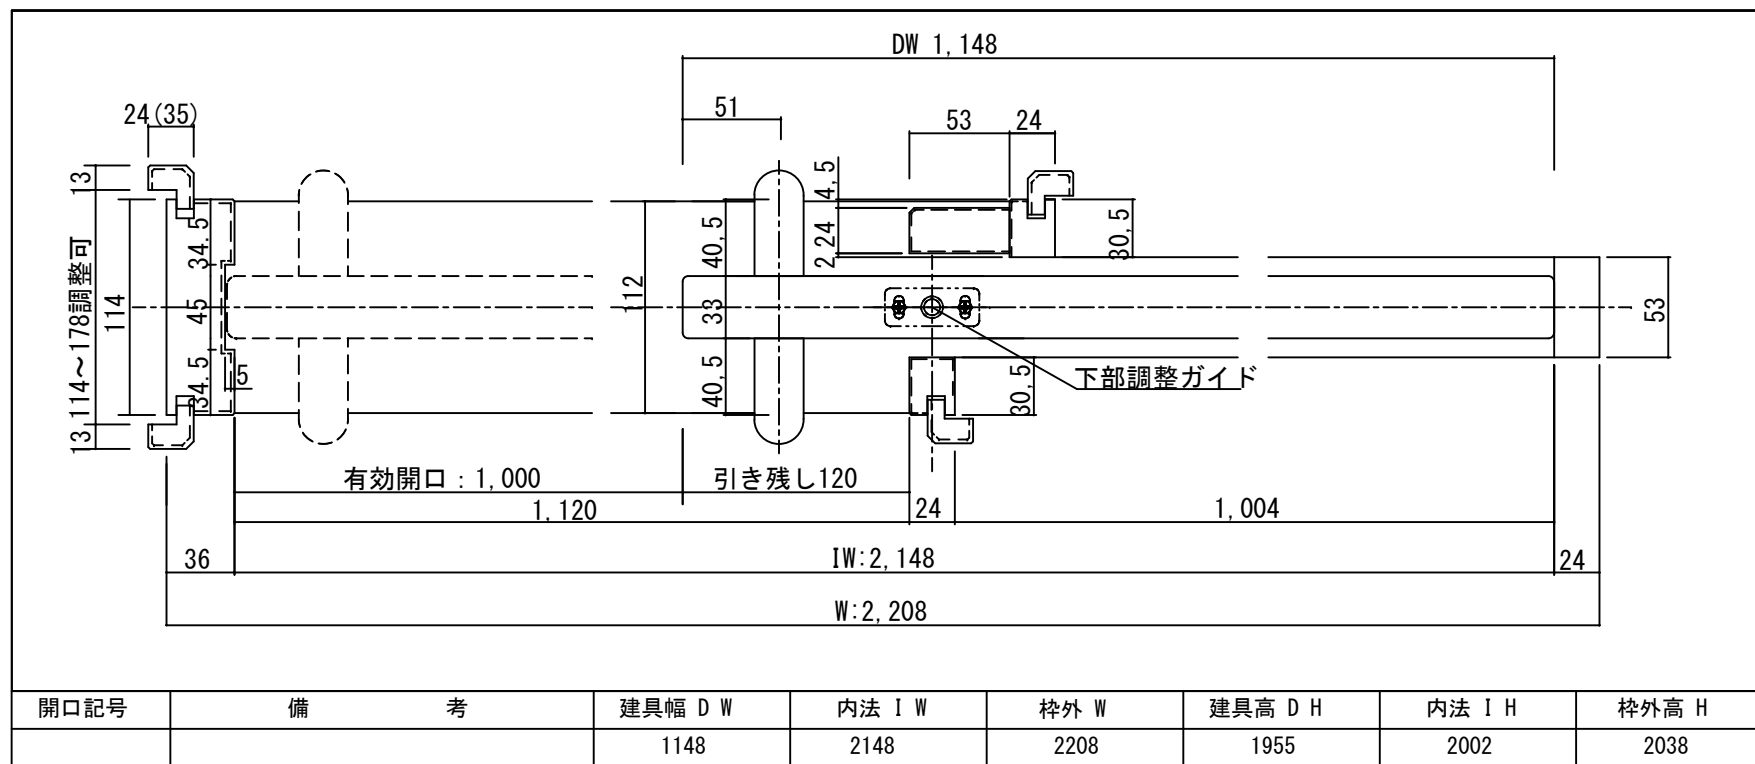 DW 1,148
24(35)
51
53
24
13
4,5
34.5
40,5
24
2
30,5
114～178調整可
114
45
112
33
53
34.5
5
40,5
30,5
下部調整ガイド
13
有効開口：1,000
引き残し120
1,120
24
1,004
36
IW:2,148
24
W:2,208
開口記号 備 考 建具幅 D W 内法 I W 枠外 W 建具高 D H 内法 I H 枠外高 H
1148 2148 2208 1955 2002 2038